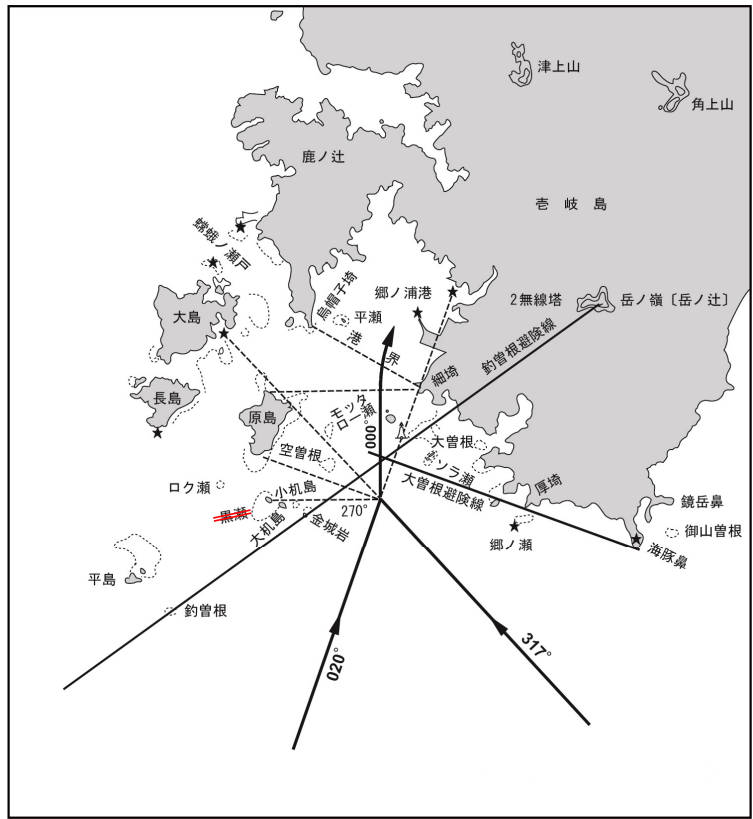 津上山
角上山
鹿ノ辻
壱岐島
蟐蛾ノ瀬戸
烏帽子埼
郷ノ浦港
2無線塔
岳ノ嶺〔岳ノ辻〕
大島
平瀬
港界
釣曽根避険線
細埼
長島
原島
モッタロー瀬
000°
大曽根
空曽根
ソラ瀬
大曽根避険線
厚埼
ロク瀬
小机島
黒瀬
大机島
270°
金城岩
鏡岳鼻
郷ノ瀬
御山曽根
海豚鼻
平島
釣曽根
020°
317°